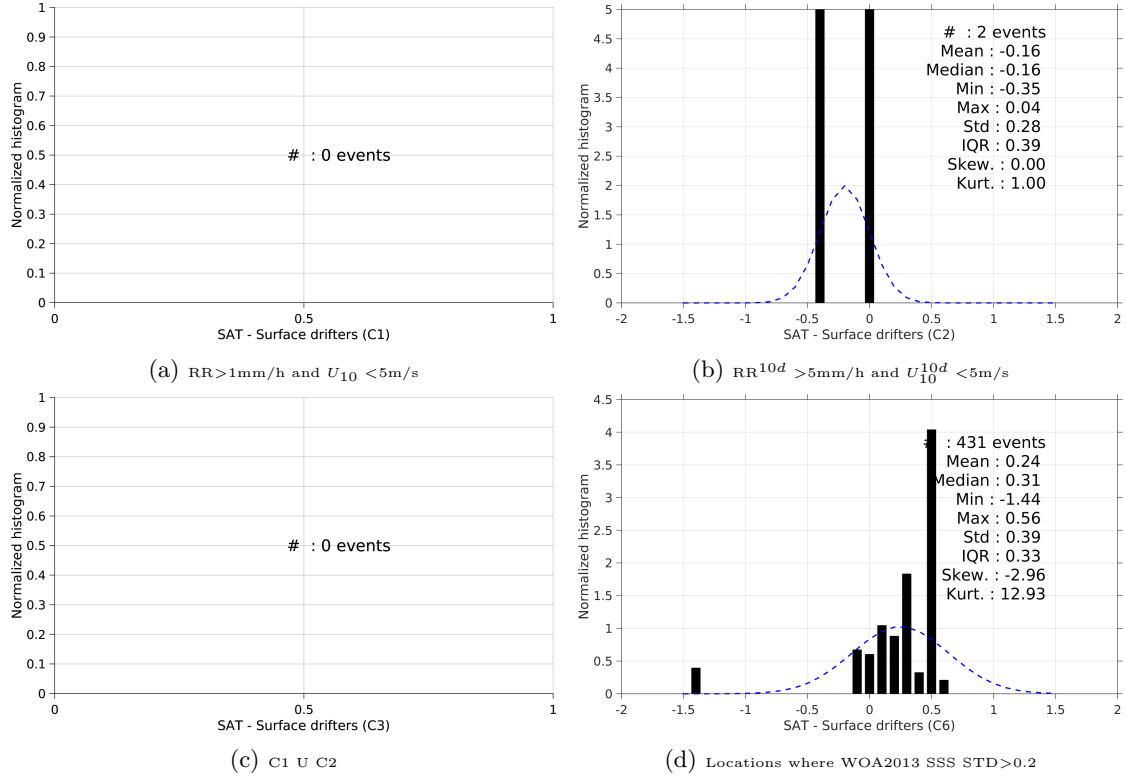 1
0.9
0.8
0.7
0.6
0.5
0.4
0.3
0.2
0.1
0
Normalized histogram
# : 0 events
0 0.5 1
SAT - Surface drifters (C1)
(a) RR>1mm/h and U10 <5m/s
5
4.5
4
3.5
3
2.5
2
1.5
1
0.5
0
Normalized histogram
# : 2 events
Mean : -0.16
Median : -0.16
Min : -0.35
Max : 0.04
Std : 0.28
IQR : 0.39
Skew. : 0.00
Kurt. : 1.00
-2 -1.5 -1 -0.5 0 0.5 1 1.5 2
SAT - Surface drifters (C2)
(b) RR10d >5mm/h and U10d10 <5m/s
1
0.9
0.8
0.7
0.6
0.5
0.4
0.3
0.2
0.1
0
Normalized histogram
# : 0 events
0 0.5 1
SAT - Surface drifters (C3)
(c) C1 U C2
4.5
4
3.5
3
2.5
2
1.5
1
0.5
0
Normalized histogram
# : 431 events
Mean : 0.24
Median : 0.31
Min : -1.44
Max : 0.56
Std : 0.39
IQR : 0.33
Skew. : -2.96
Kurt. : 12.93
-2 -1.5 -1 -0.5 0 0.5 1 1.5 2
SAT - Surface drifters (C6)
(d) Locations where WOA2013 SSS STD>0.2